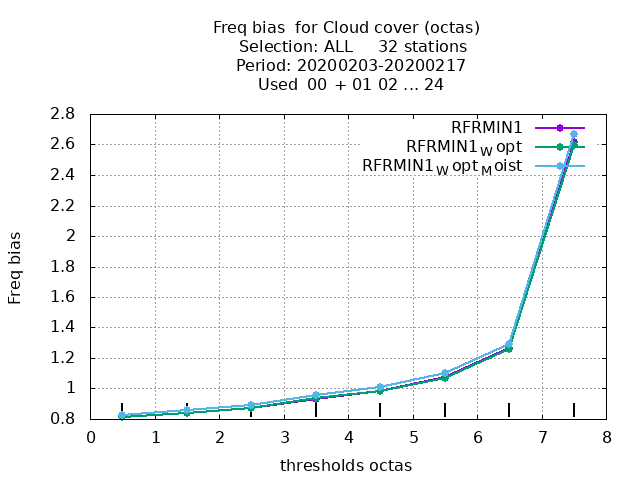 Freq bias  for Cloud cover (octas)
Selection: ALL     32 stations
Period: 20200203-20200217
Used  00  + 01 02 ... 24
2.8
RFRMIN1
2.6
RFRMIN1_W opt
RFRMIN1_W opt_M oist
2.4
2.2
2
1.8
1.6
1.4
1.2
1
0.8
Freq bias
0 1 2 3 4 5 6 7 8
thresholds octas